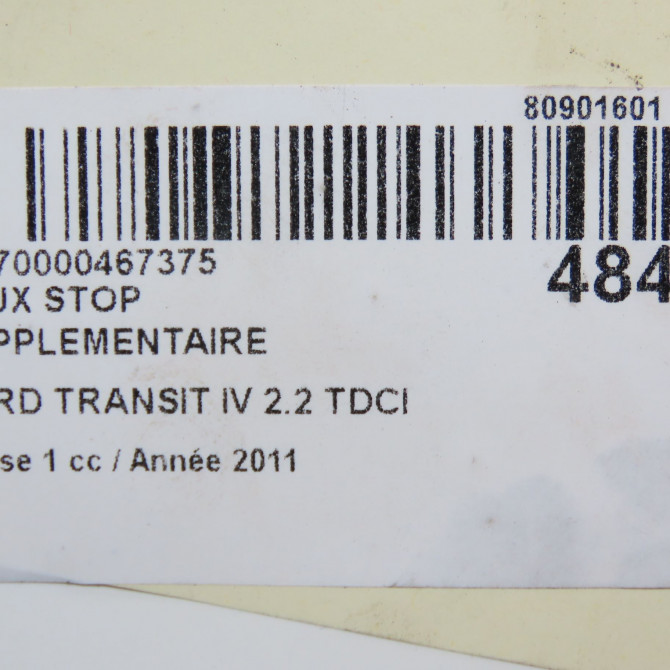 80901601
70000467375
484
UX STOP
PPLEMENTAIRE
RD TRANSIT IV 2.2 TDCI
se 1 cc / Année 2011